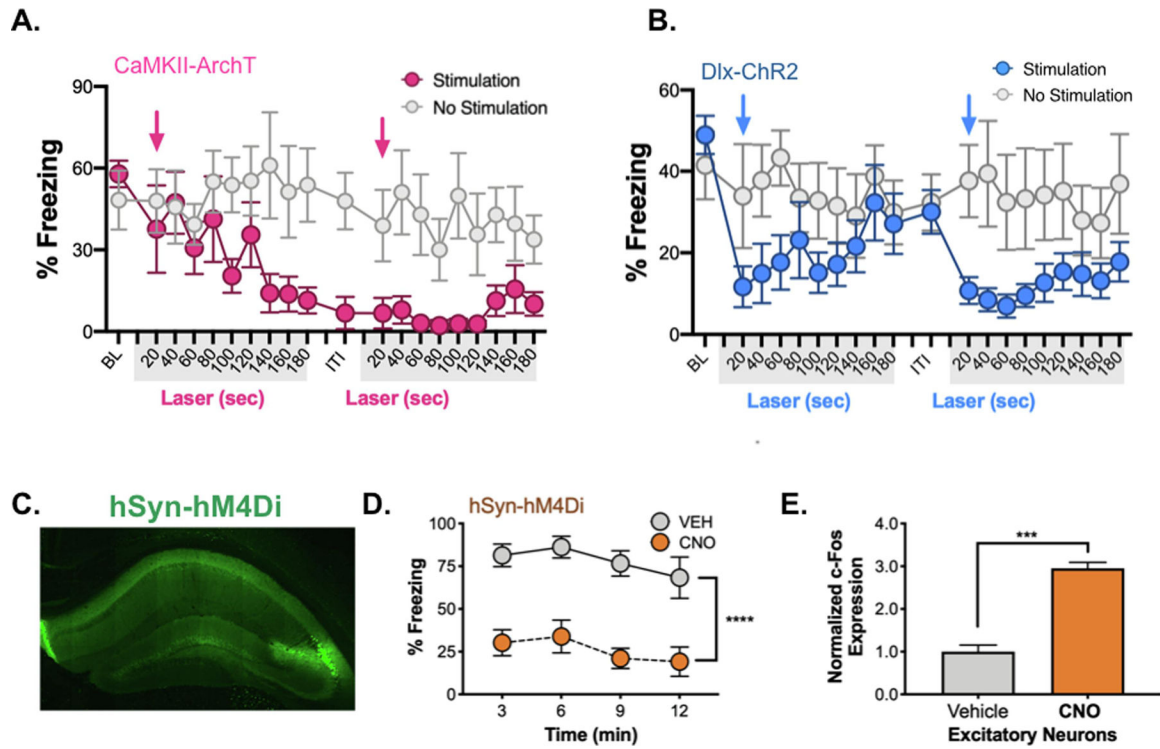 A.
CaMKII-ArchT
Stimulation
No Stimulation
90
60
30
0
% Freezing
BL
20
40
60
80
100
120
140
160
180
ITI
20
40
60
80
100
120
140
160
180
Laser (sec)
Laser (sec)
B.
Dlx-ChR2
Stimulation
No Stimulation
60
40
20
0
% Freezing
BL
20
40
60
80
100
120
140
160
180
ITI
20
40
60
80
100
120
140
160
180
Laser (sec)
Laser (sec)
C.
hSyn-hM4Di
D.
hSyn-hM4Di
VEH
CNO
100
75
50
25
0
% Freezing
****
3
6
9
12
Time (min)
E.
4.0
3.0
2.0
1.0
0.0
Normalized c-Fos
Expression
***
Vehicle
CNO
Excitatory Neurons